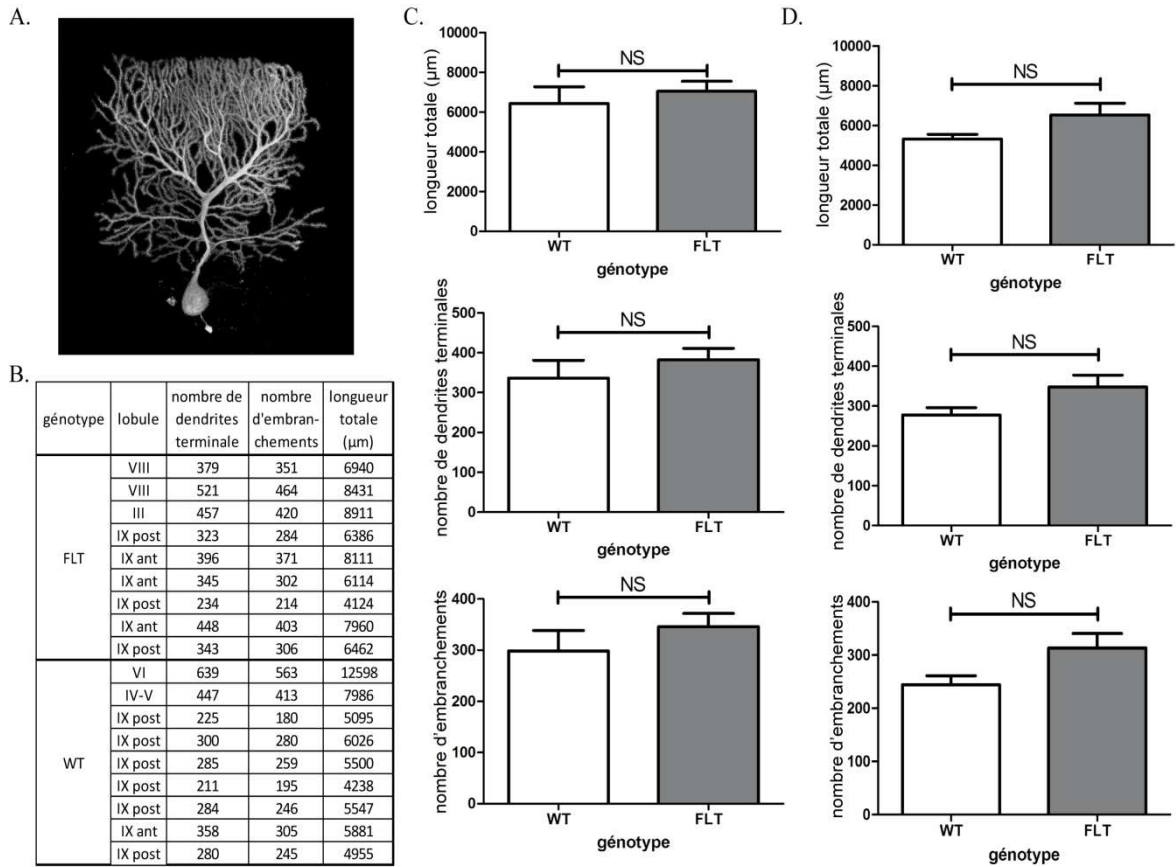 A.
B.
génotype lobule nombre de dendrites terminale nombre d'embran-chements longueur totale (µm)
FLT
VIII 379 351 6940
VIII 521 464 8431
III 457 420 8911
IX post 323 284 6386
IX ant 396 371 8111
IX ant 345 302 6114
IX post 234 214 4124
IX ant 448 403 7960
IX post 343 306 6462
WT
VI 639 563 12598
IV-V 447 413 7986
IX post 225 180 5095
IX post 300 280 6026
IX post 285 259 5500
IX post 211 195 4238
IX post 284 246 5547
IX ant 358 305 5881
IX post 280 245 4955
C.
longueur totale (µm)
10000
8000
6000
4000
2000
0
NS
WT FLT
génotype
nombre de dendrites terminales
500
400
300
200
100
0
NS
WT FLT
génotype
nombre d'embranchements
400
300
200
100
0
NS
WT FLT
génotype
D.
longueur totale (µm)
10000
8000
6000
4000
2000
0
NS
WT FLT
génotype
nombre de dendrites terminales
500
400
300
200
100
0
NS
WT FLT
génotype
nombre d'embranchements
400
300
200
100
0
NS
WT FLT
génotype